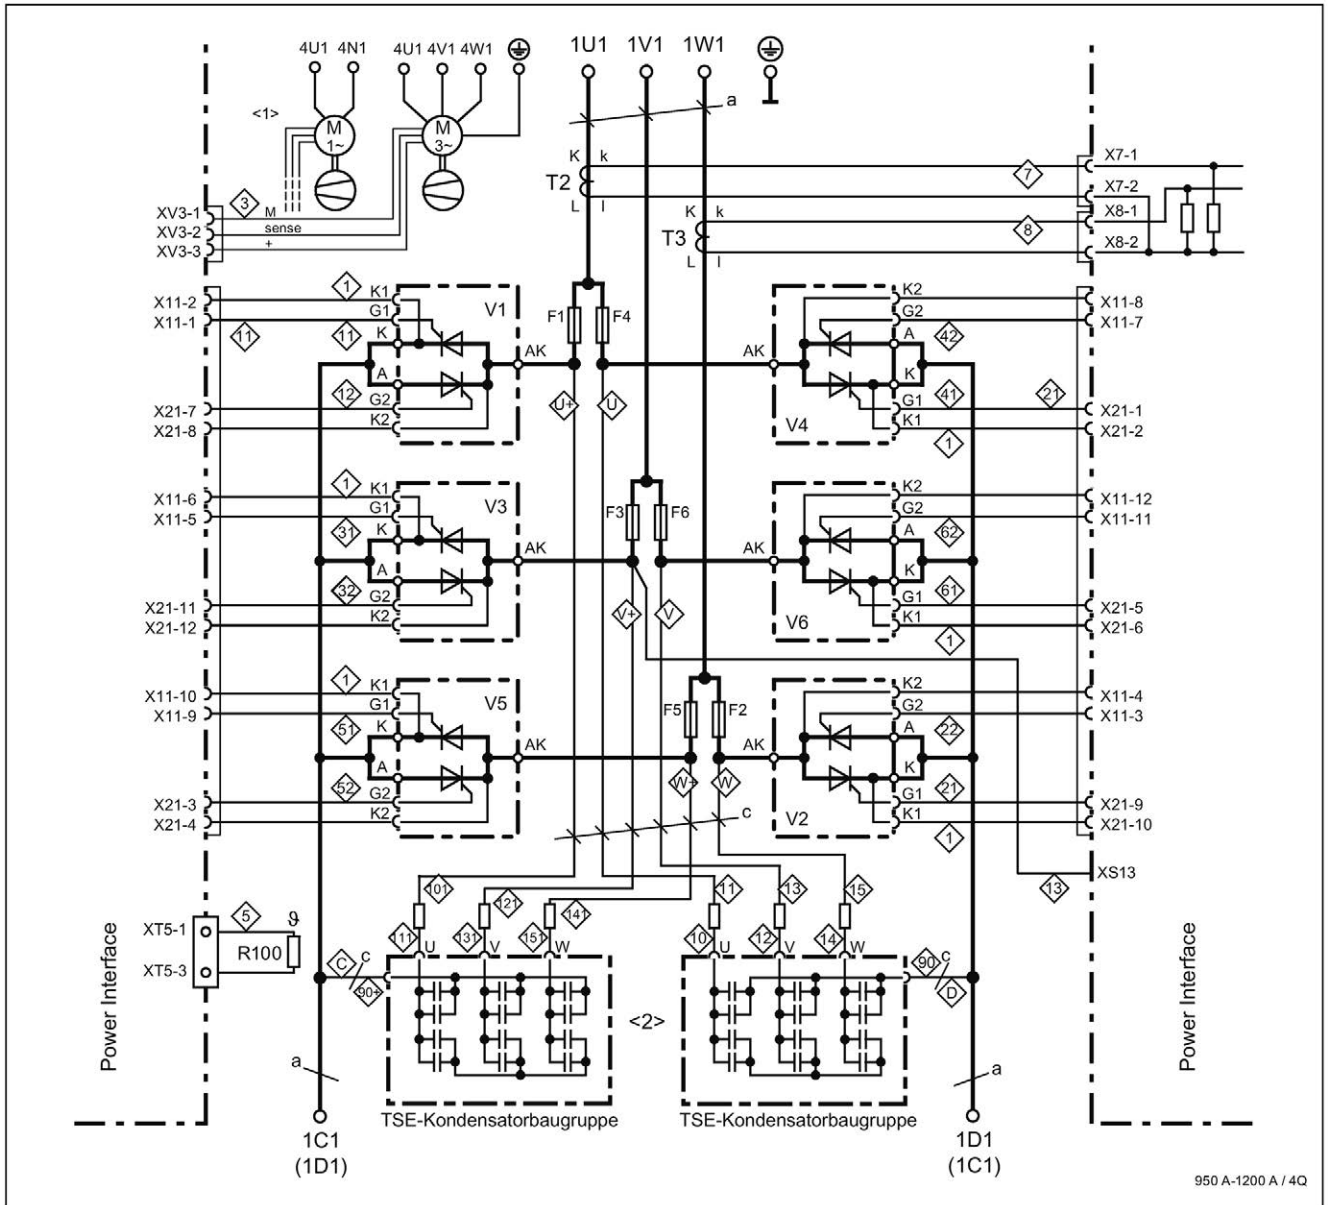 4U1 4N1 4U1 4V1 4W1 1U1 1V1 1W1
<1>
M
1~
M
3~
a
K k
T2
L l
7
X7-1
X7-2
K k
T3
L l
8
X8-1
X8-2
3
XV3-1 M
XV3-2 sense
XV3-3 +
X11-2
X11-1
11
1
11
12
K1
G1
K
A
G2
K2
V1
AK
X21-7
X21-8
F1 F4
U+ U
AK
V4
K2
G2
A
K
G1
K1
42
41
1
21
X11-8
X11-7
X21-1
X21-2
X11-6
X11-5
1
31
32
K1
G1
K
A
G2
K2
V3
AK
X21-11
X21-12
F3 F6
V+ V
AK
V6
K2
G2
A
K
G1
K1
62
61
1
X11-12
X11-11
X21-5
X21-6
X11-10
X11-9
1
51
52
K1
G1
K
A
G2
K2
V5
AK
X21-3
X21-4
F5 F2
W+ W
c
AK
V2
K2
G2
A
K
G1
K1
22
21
1
X11-4
X11-3
X21-9
X21-10
13
XS13
101 121 141 11 13 15
111 U 131 V 151 W 10 U 12 V 14 W
XT5-1
XT5-3
5
ϑ
R100
C c
90+
<2>
90 c
D
Power Interface
Power Interface
a
a
TSE-Kondensatorbaugruppe TSE-Kondensatorbaugruppe
1C1
(1D1)
1D1
(1C1)
950 A-1200 A / 4Q